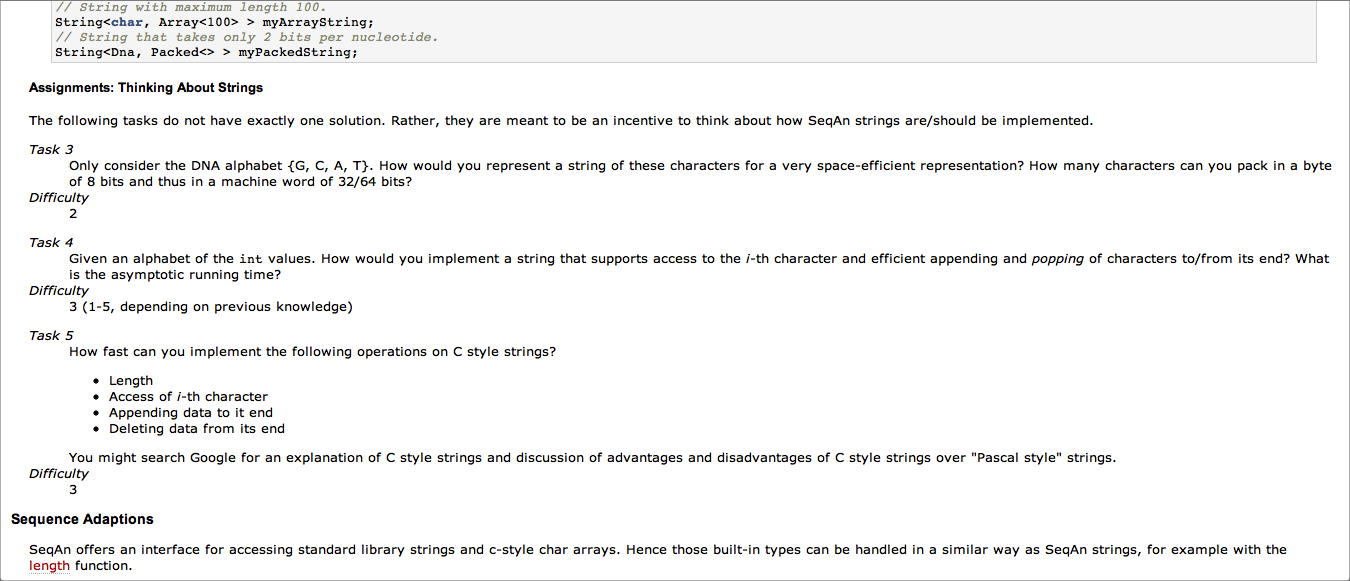 // String with maximum length 100.
String<char, Array<100> > myArrayString;
// String that takes only 2 bits per nucleotide.
String<Dna, Packed<> > myPackedString;
Assignments: Thinking About Strings
The following tasks do not have exactly one solution. Rather, they are meant to be an incentive to think about how SeqAn strings are/should be implemented.
Task 3
Only consider the DNA alphabet {G, C, A, T}. How would you represent a string of these characters for a very space-efficient representation? How many characters can you pack in a byte
of 8 bits and thus in a machine word of 32/64 bits?
Difficulty
2
Task 4
Given an alphabet of the int values. How would you implement a string that supports access to the i-th character and efficient appending and popping of characters to/from its end? What
is the asymptotic running time?
Difficulty
3 (1-5, depending on previous knowledge)
Task 5
How fast can you implement the following operations on C style strings?
• Length
• Access of i-th character
• Appending data to it end
• Deleting data from its end
You might search Google for an explanation of C style strings and discussion of advantages and disadvantages of C style strings over "Pascal style" strings.
Difficulty
3
Sequence Adaptions
SeqAn offers an interface for accessing standard library strings and c-style char arrays. Hence those built-in types can be handled in a similar way as SeqAn strings, for example with the
length function.